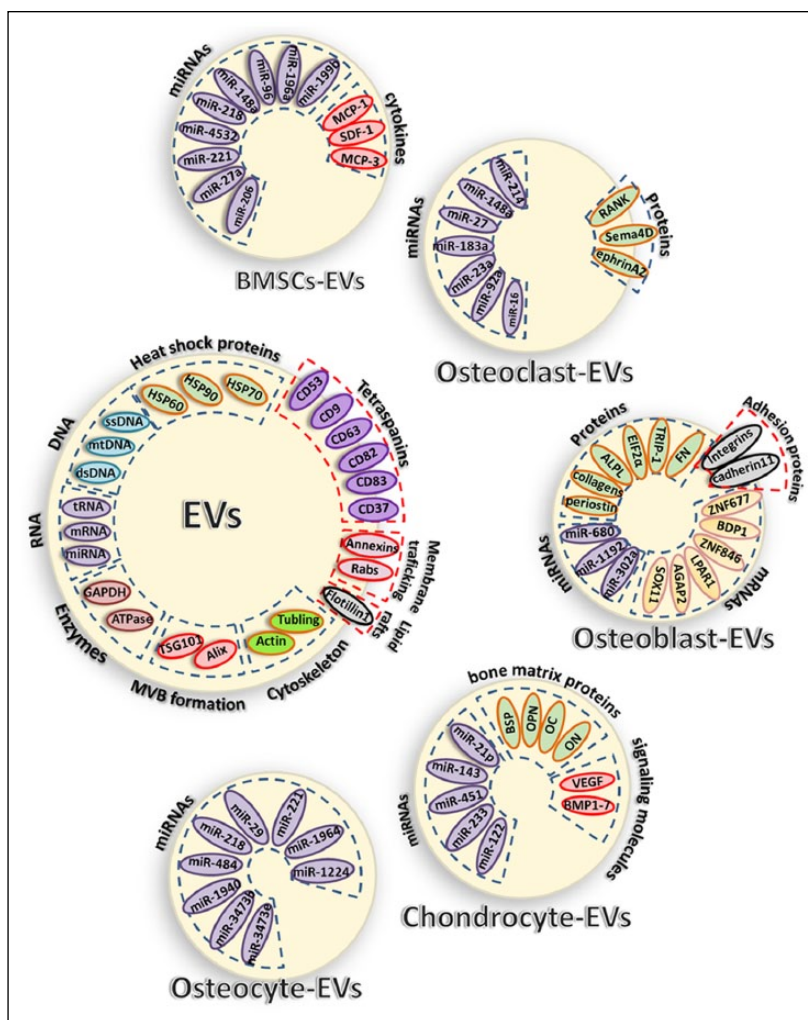 miRNAs
miR-199b
miR-196a
miR-96
miR-148a
miR-218
miR-4532
miR-221
miR-27a
miR-206
cytokines
MCP-1
SDF-1
MCP-3
BMSCs-EVs
miRNAs
miR-214
miR-148a
miR-27
miR-183a
miR-23a
miR-92a
miR-16
Proteins
RANK
Sema4D
ephrinA2
Osteoclast-EVs
Heat shock proteins
HSP60
HSP90
HSP70
Tetraspanins
CD53
CD9
CD63
CD82
CD83
CD37
Membrane traficking
Annexins
Rabs
Lipid rafts
Flotillin1
Cytoskeleton
Tubling
Actin
MVB formation
Alix
TSG101
Enzymes
ATPase
GAPDH
RNA
miRNA
mRNA
tRNA
DNA
dsDNA
mtDNA
ssDNA
EVs
Proteins
periostin
collagens
ALPL
EIF2α
TRIP-1
FN
Adhesion proteins
Integrins
cadherin11
mRNAs
ZNF677
BDP1
ZNF846
LPAR1
AGAP2
SOX11
miRNAs
miR-302a
miR-1192
miR-680
Osteoblast-EVs
bone matrix proteins
BSP
OPN
OC
ON
signaling molecules
VEGF
BMP1-7
miRNAs
miR-21p
miR-143
miR-451
miR-233
miR-122
Chondrocyte-EVs
miRNAs
miR-1224
miR-1964
miR-221
miR-29
miR-218
miR-484
miR-1940
miR-3473b
miR-3473e
Osteocyte-EVs